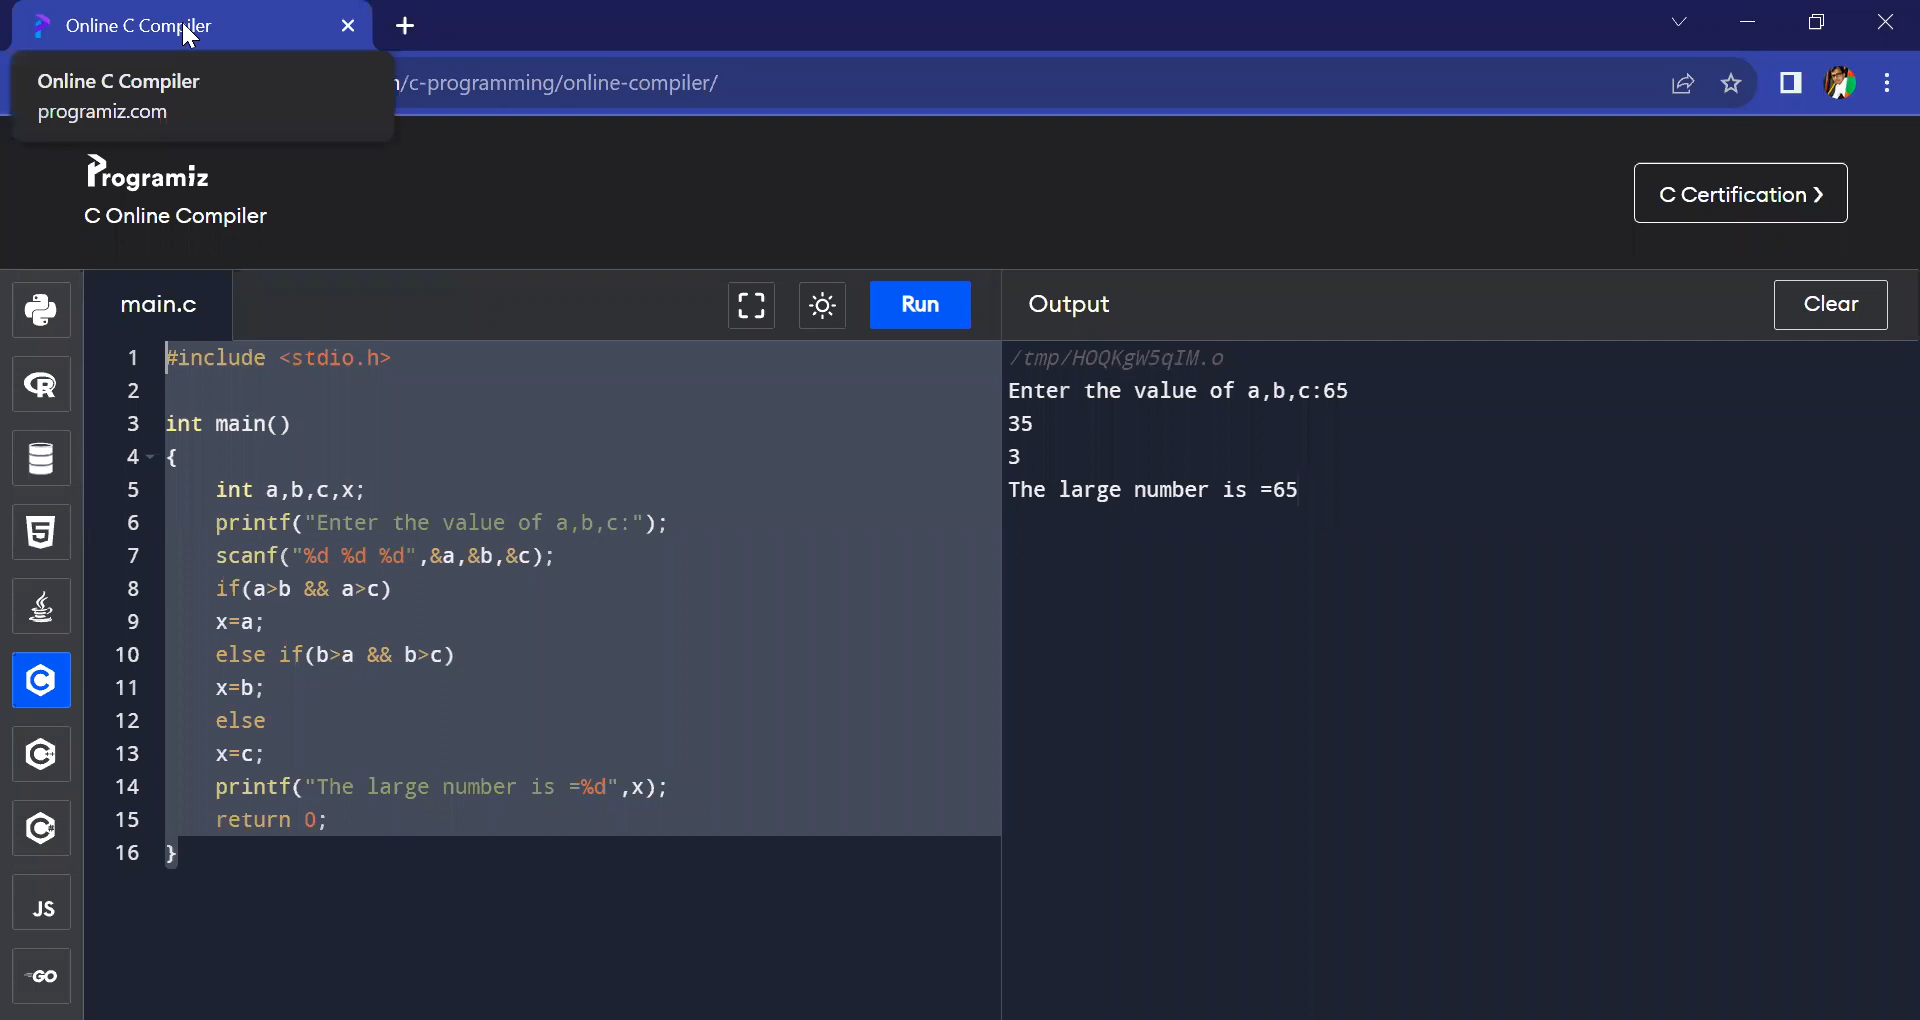 Online C Compiler
Online C Compiler
programiz.com
/c-programming/online-compiler/
Programiz
C Online Compiler
C Certification ❯
main.c
Run
Output
Clear
1 #include <stdio.h>
2
3 int main()
4 {
5     int a,b,c,x;
6     printf("Enter the value of a,b,c:");
7     scanf("%d %d %d",&a,&b,&c);
8     if(a>b && a>c)
9     x=a;
10     else if(b>a && b>c)
11     x=b;
12     else
13     x=c;
14     printf("The large number is =%d",x);
15     return 0;
16 }
/tmp/HOQKgW5qIM.o
Enter the value of a,b,c:65
35
3
The large number is =65
R
5
C
C++
C#
JS
GO